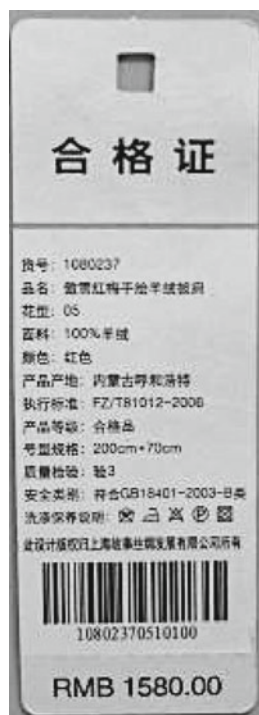 合格证
货号：1080237
品名：傲雪红梅手绘羊绒披肩
花型：05
面料：100%羊绒
颜色：红色
产品产地：内蒙古呼和浩特
执行标准：FZ/T81012-2006
产品等级：合格品
号型规格：200cm*70cm
质量检验：验3
安全类别：符合GB18401-2003-B类
洗涤保养说明：
此设计版权归上海故事丝绸发展有限公司所有
10802370510100
RMB 1580.00